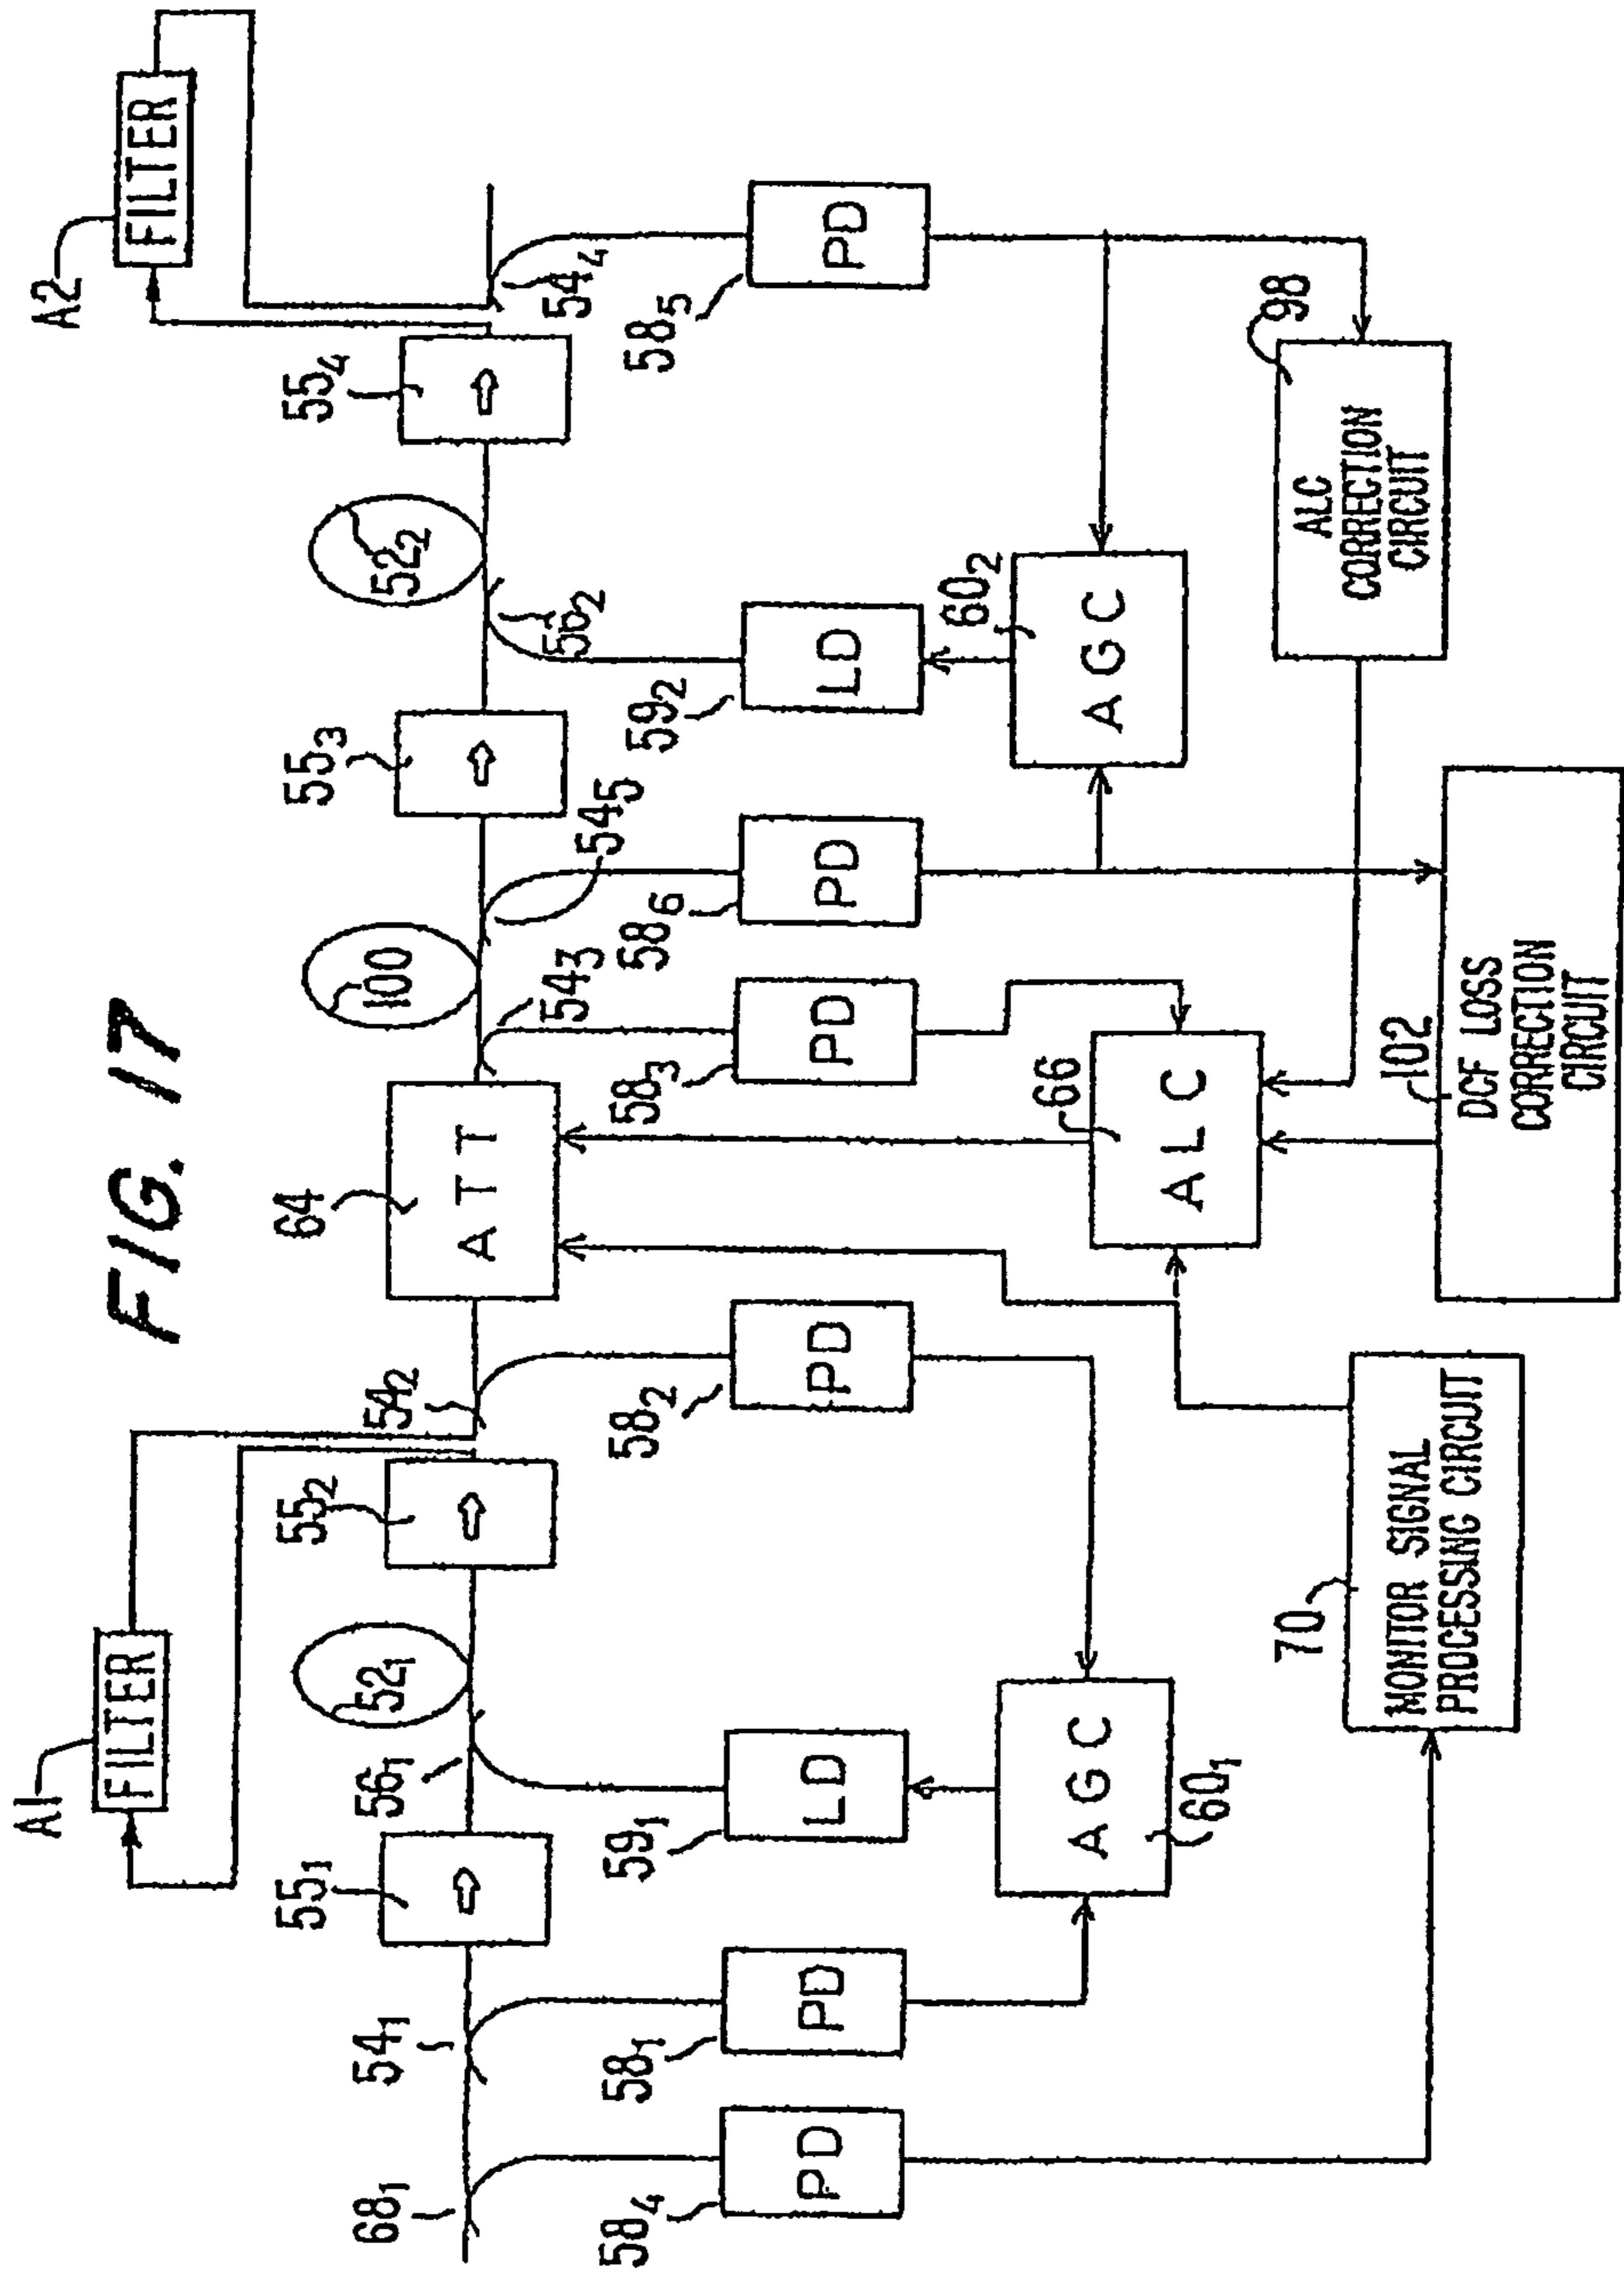 FIG. 17
A1
FILTER
A2
FILTER
68₁
54₁
55₁
56₁
52₁
55₂
54₂
64
ATT
54₃
100
54₅
55₃
56₂
52₂
55₄
54₄
58₄
PD
58₁
PD
59₁
LD
58₂
PD
58₃
PD
58₆
PD
59₂
LD
58₅
PD
AGC
60₁
66
ALC
AGC
60₂
70
MONITOR SIGNAL
PROCESSING CIRCUIT
102
DCF LOSS
CORRECTION
CIRCUIT
98
ALC
CORRECTION
CIRCUIT